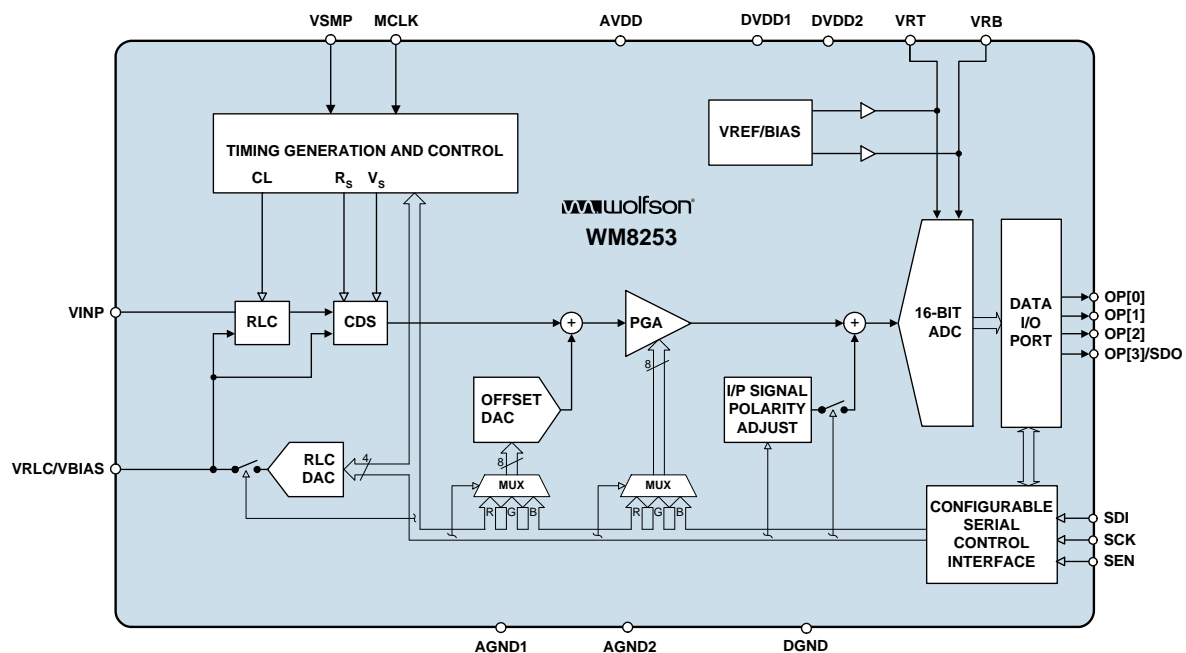 VSMP MCLK AVDD DVDD1 DVDD2 VRT VRB
VREF/BIAS
TIMING GENERATION AND CONTROL
CL RS VS
wolfson
WM8253
VINP
RLC
CDS
+
PGA
+
16-BIT
ADC
DATA
I/O
PORT
OP[0]
OP[1]
OP[2]
OP[3]/SDO
8
OFFSET
DAC
I/P SIGNAL
POLARITY
ADJUST
VRLC/VBIAS
RLC
DAC
4
8
MUX
R G B
MUX
R G B
CONFIGURABLE
SERIAL
CONTROL
INTERFACE
SDI
SCK
SEN
AGND1 AGND2 DGND